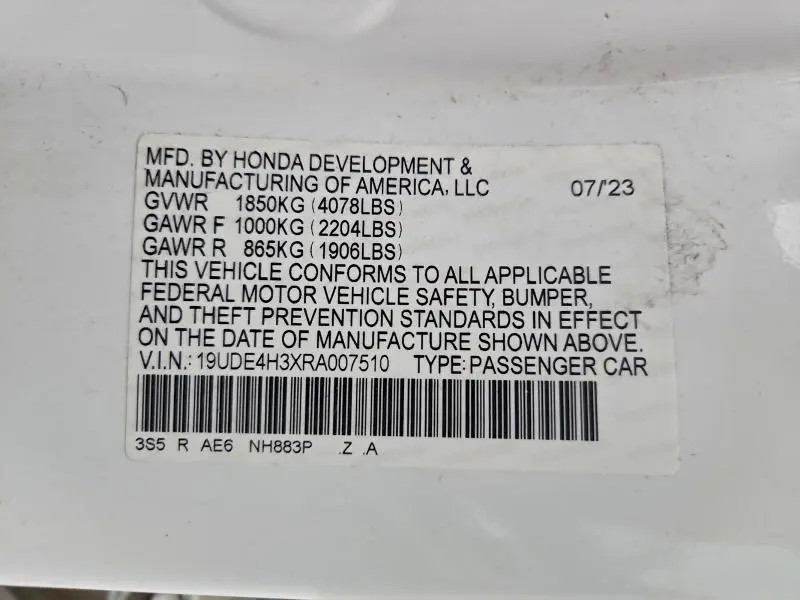 MFD. BY HONDA DEVELOPMENT &
MANUFACTURING OF AMERICA, LLC 07/'23
GVWR 1850KG (4078LBS)
GAWR F 1000KG (2204LBS)
GAWR R 865KG (1906LBS)
THIS VEHICLE CONFORMS TO ALL APPLICABLE
FEDERAL MOTOR VEHICLE SAFETY, BUMPER,
AND THEFT PREVENTION STANDARDS IN EFFECT
ON THE DATE OF MANUFACTURE SHOWN ABOVE.
V.I.N.: 19UDE4H3XRA007510 TYPE: PASSENGER CAR
3S5 R AE6 NH883P .Z .A